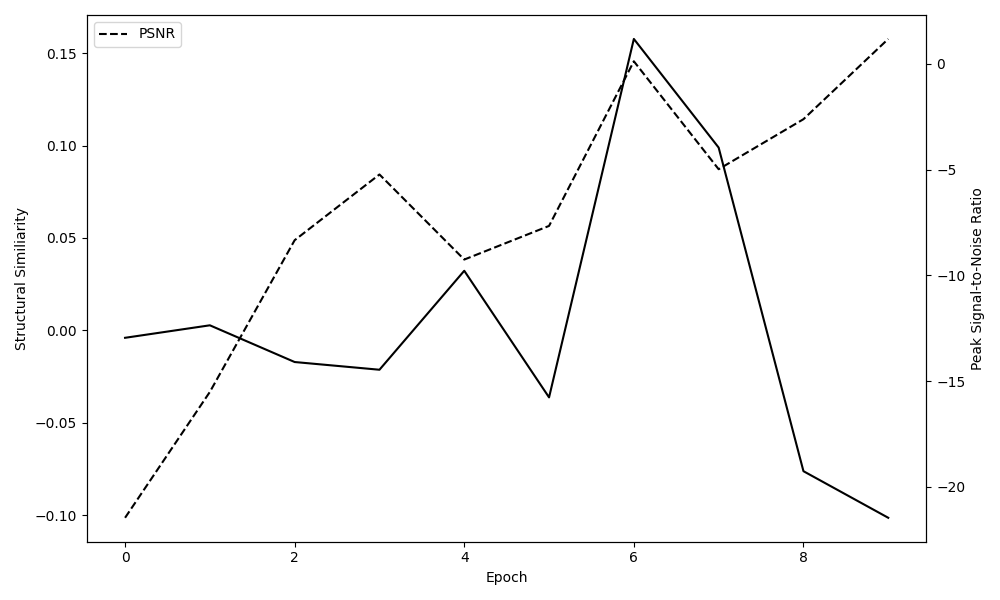 PSNR
0.15
0.10
0.05
0.00
−0.05
−0.10
Structural Similiarity
0
−5
−10
−15
−20
Peak Signal-to-Noise Ratio
0 2 4 6 8
Epoch